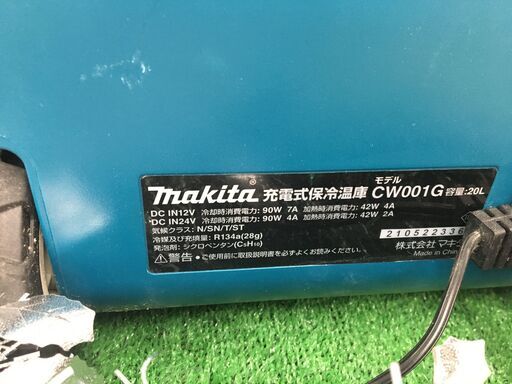 makita® 充電式保冷温庫 モデル CW001G 容量:20L
DC IN12V 冷却時消費電力: 90W 7A 加熱時消費電力: 42W 4A
DC IN24V 冷却時消費電力: 90W 4A 加熱時消費電力: 42W 2A
気候クラス: N/SN/T/ST
冷媒及び充填量: R134a(28g)
発泡剤: シクロペンタン(C₅H₁₀)
⚠警告 ・ご使用前に取扱説明書を必ずよくお読みください。
210522336
株式会社 マキタ
Made in China